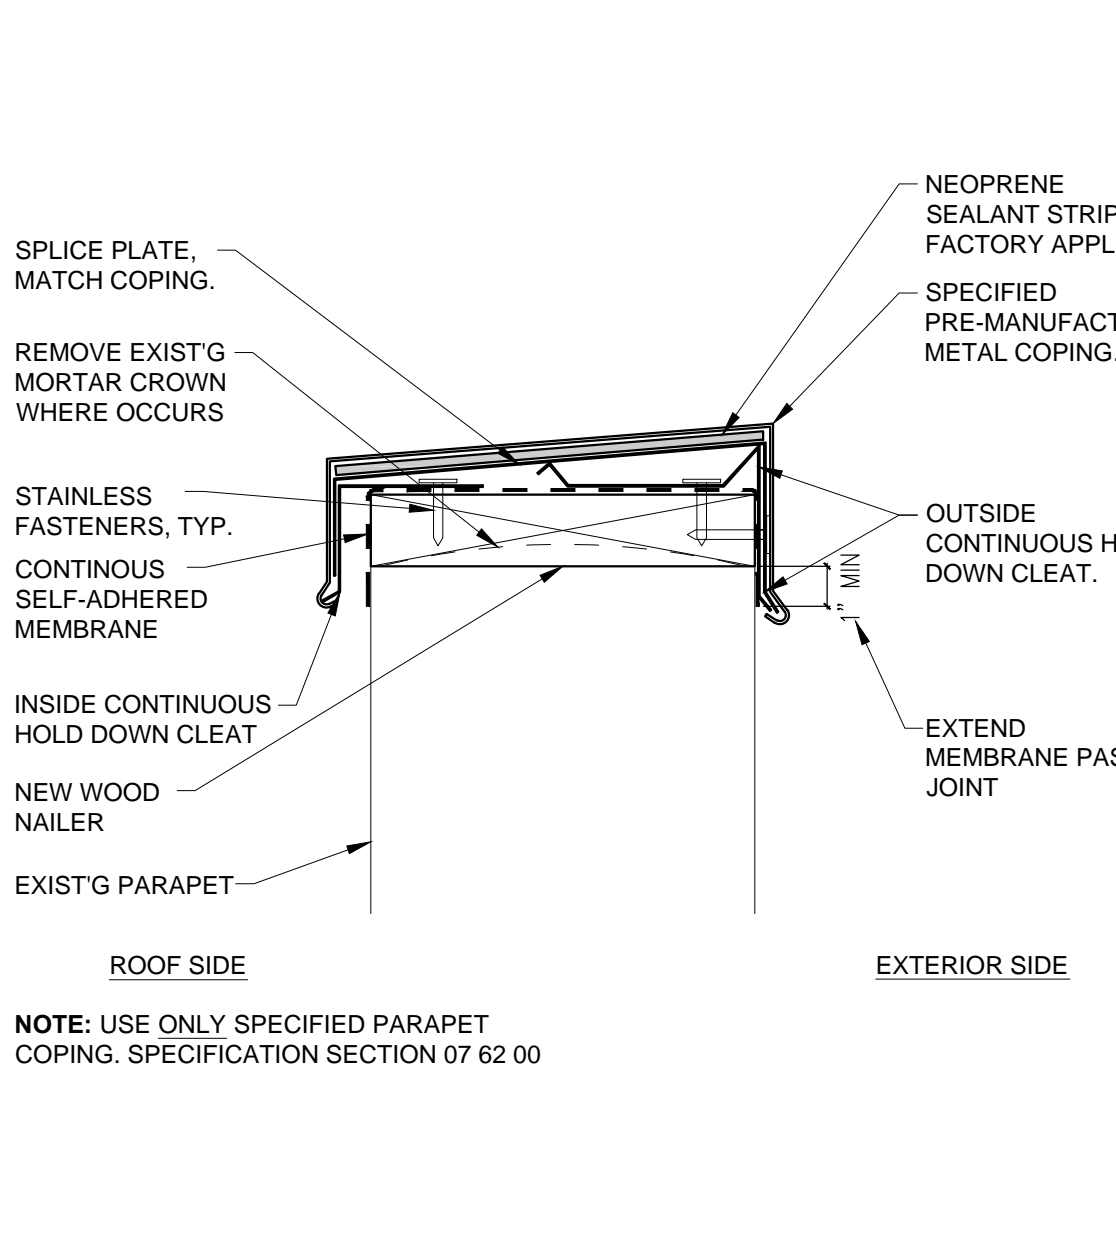 NEOPRENE
SEALANT STRIP
FACTORY APPL
SPLICE PLATE,
MATCH COPING.
SPECIFIED
PRE-MANUFACT
METAL COPING.
REMOVE EXIST'G
MORTAR CROWN
WHERE OCCURS
STAINLESS
FASTENERS, TYP.
OUTSIDE
CONTINUOUS H
DOWN CLEAT.
CONTINOUS
SELF-ADHERED
MEMBRANE
1" MIN
INSIDE CONTINUOUS
HOLD DOWN CLEAT
EXTEND
MEMBRANE PAS
JOINT
NEW WOOD
NAILER
EXIST'G PARAPET
ROOF SIDE
EXTERIOR SIDE
NOTE: USE ONLY SPECIFIED PARAPET
COPING. SPECIFICATION SECTION 07 62 00